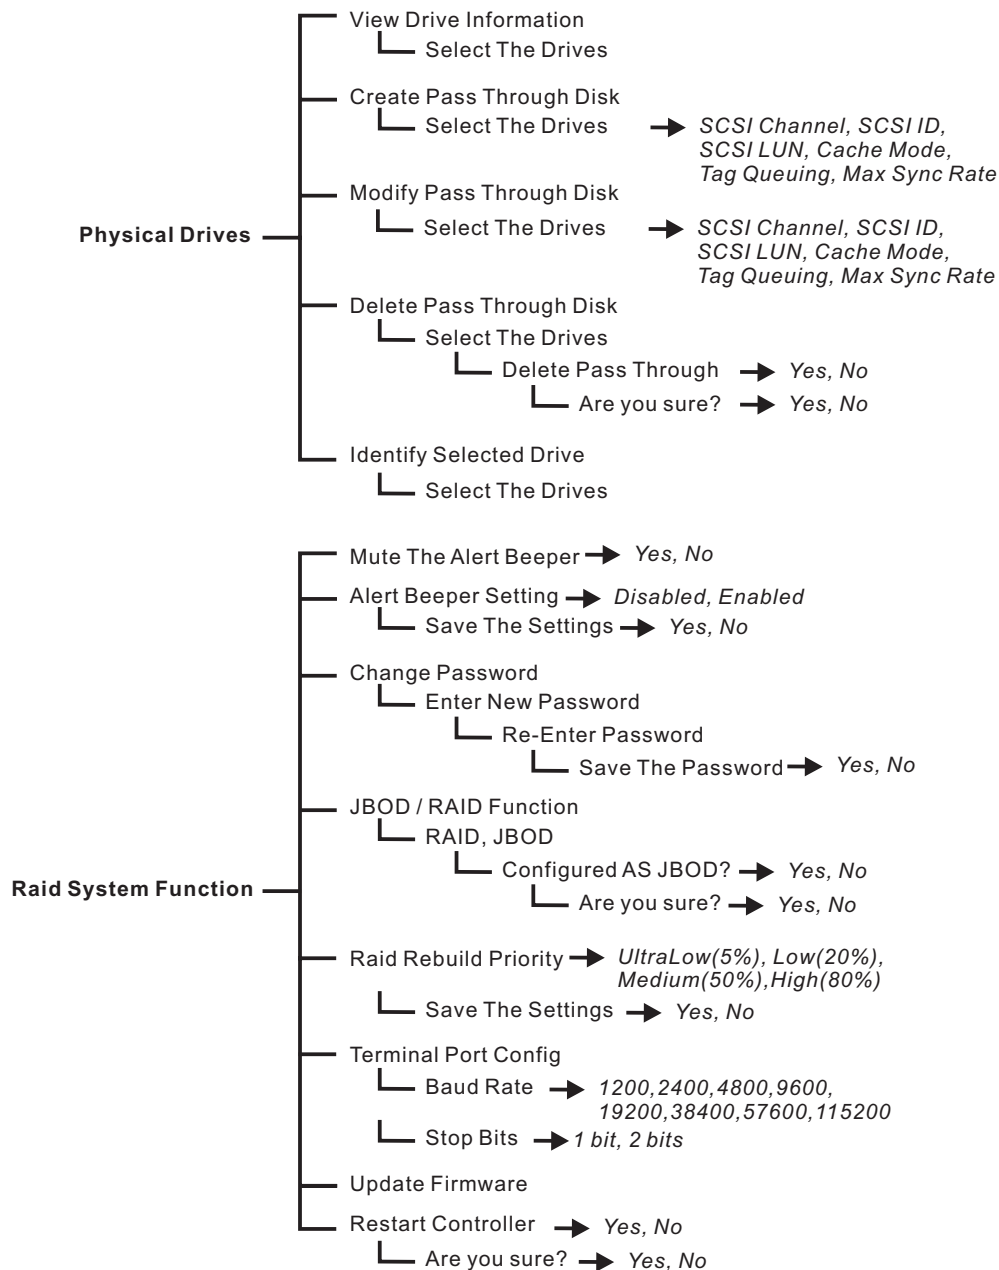 View Drive Information
Select The Drives
Create Pass Through Disk
Select The Drives
SCSI Channel, SCSI ID,
SCSI LUN, Cache Mode,
Tag Queuing, Max Sync Rate
Modify Pass Through Disk
Physical Drives
Select The Drives
SCSI Channel, SCSI ID,
SCSI LUN, Cache Mode,
Tag Queuing, Max Sync Rate
Delete Pass Through Disk
Select The Drives
Delete Pass Through
Yes, No
Are you sure?
Yes, No
Identify Selected Drive
Select The Drives
Mute The Alert Beeper
Yes, No
Alert Beeper Setting
Disabled, Enabled
Save The Settings
Yes, No
Change Password
Enter New Password
Re-Enter Password
Save The Password
Yes, No
JBOD / RAID Function
RAID, JBOD
Configured AS JBOD?
Yes, No
Raid System Function
Are you sure?
Yes, No
Raid Rebuild Priority
UltraLow(5%), Low(20%),
Medium(50%),High(80%)
Save The Settings
Yes, No
Terminal Port Config
Baud Rate
1200,2400,4800,9600,
19200,38400,57600,115200
Stop Bits
1 bit, 2 bits
Update Firmware
Restart Controller
Yes, No
Are you sure?
Yes, No